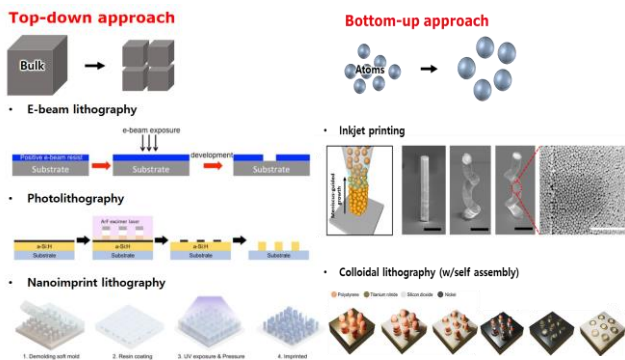 Top-down approach
Bulk
• E-beam lithography
e-beam exposure
Positive e-beam resist
development
Substrate
Substrate
Substrate
• Photolithography
ArF excimer laser
a-Si:H
a-Si:H
a-Si:H
Substrate
Substrate
Substrate
Substrate
• Nanoimprint lithography
1. Demolding soft mold
2. Resin coating
3. UV exposure & Pressure
4. Imprinted
Bottom-up approach
Atoms
• Inkjet printing
Meniscus-guided
growth
• Colloidal lithography (w/self assembly)
Polystyrene
Titanium nitride
Silicon dioxide
Nickel